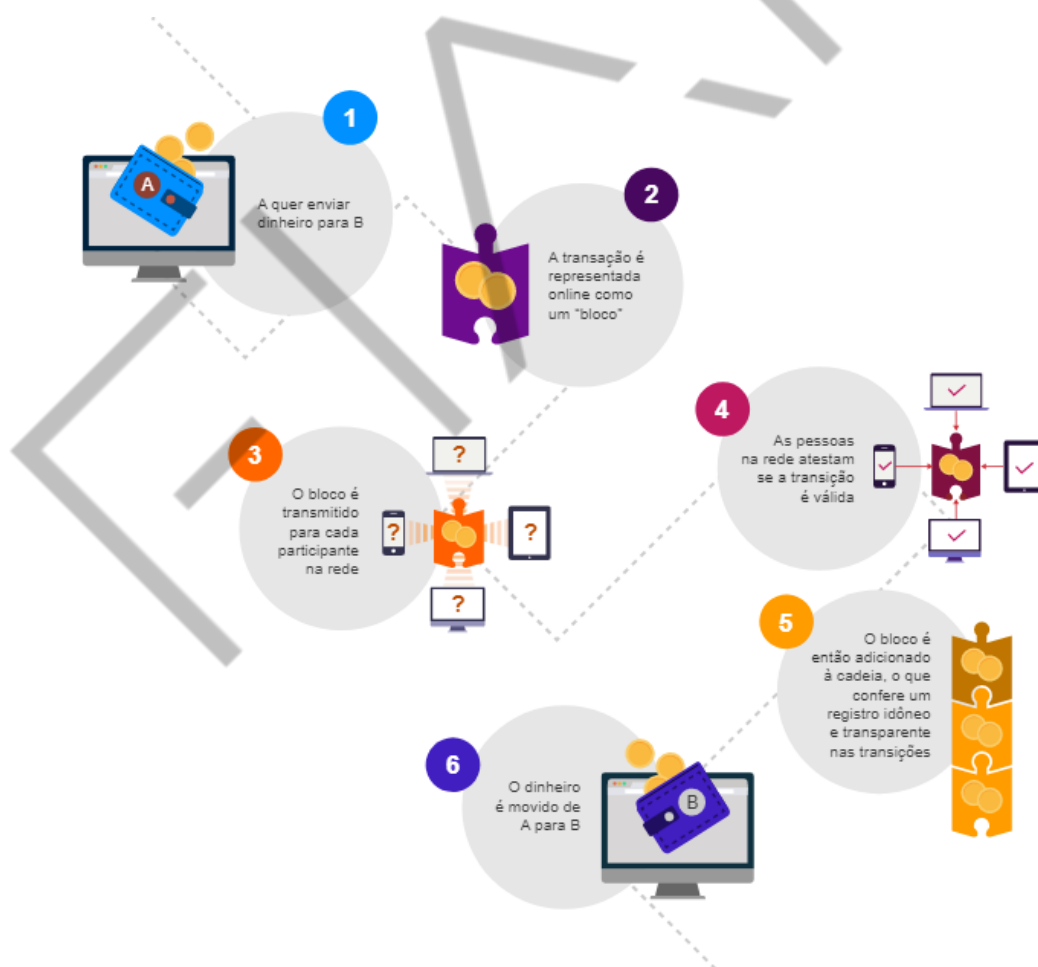 1
A quer enviar
dinheiro para B
A
2
A transação é
representada
online como
um "bloco"
3
O bloco é
transmitido
para cada
participante
na rede
?
?
?
?
4
As pessoas
na rede atestam
se a transição
é válida
5
O bloco é
então adicionado
à cadeia, o que
confere um
registro idôneo
e transparente
nas transições
6
O dinheiro
é movido de
A para B
B